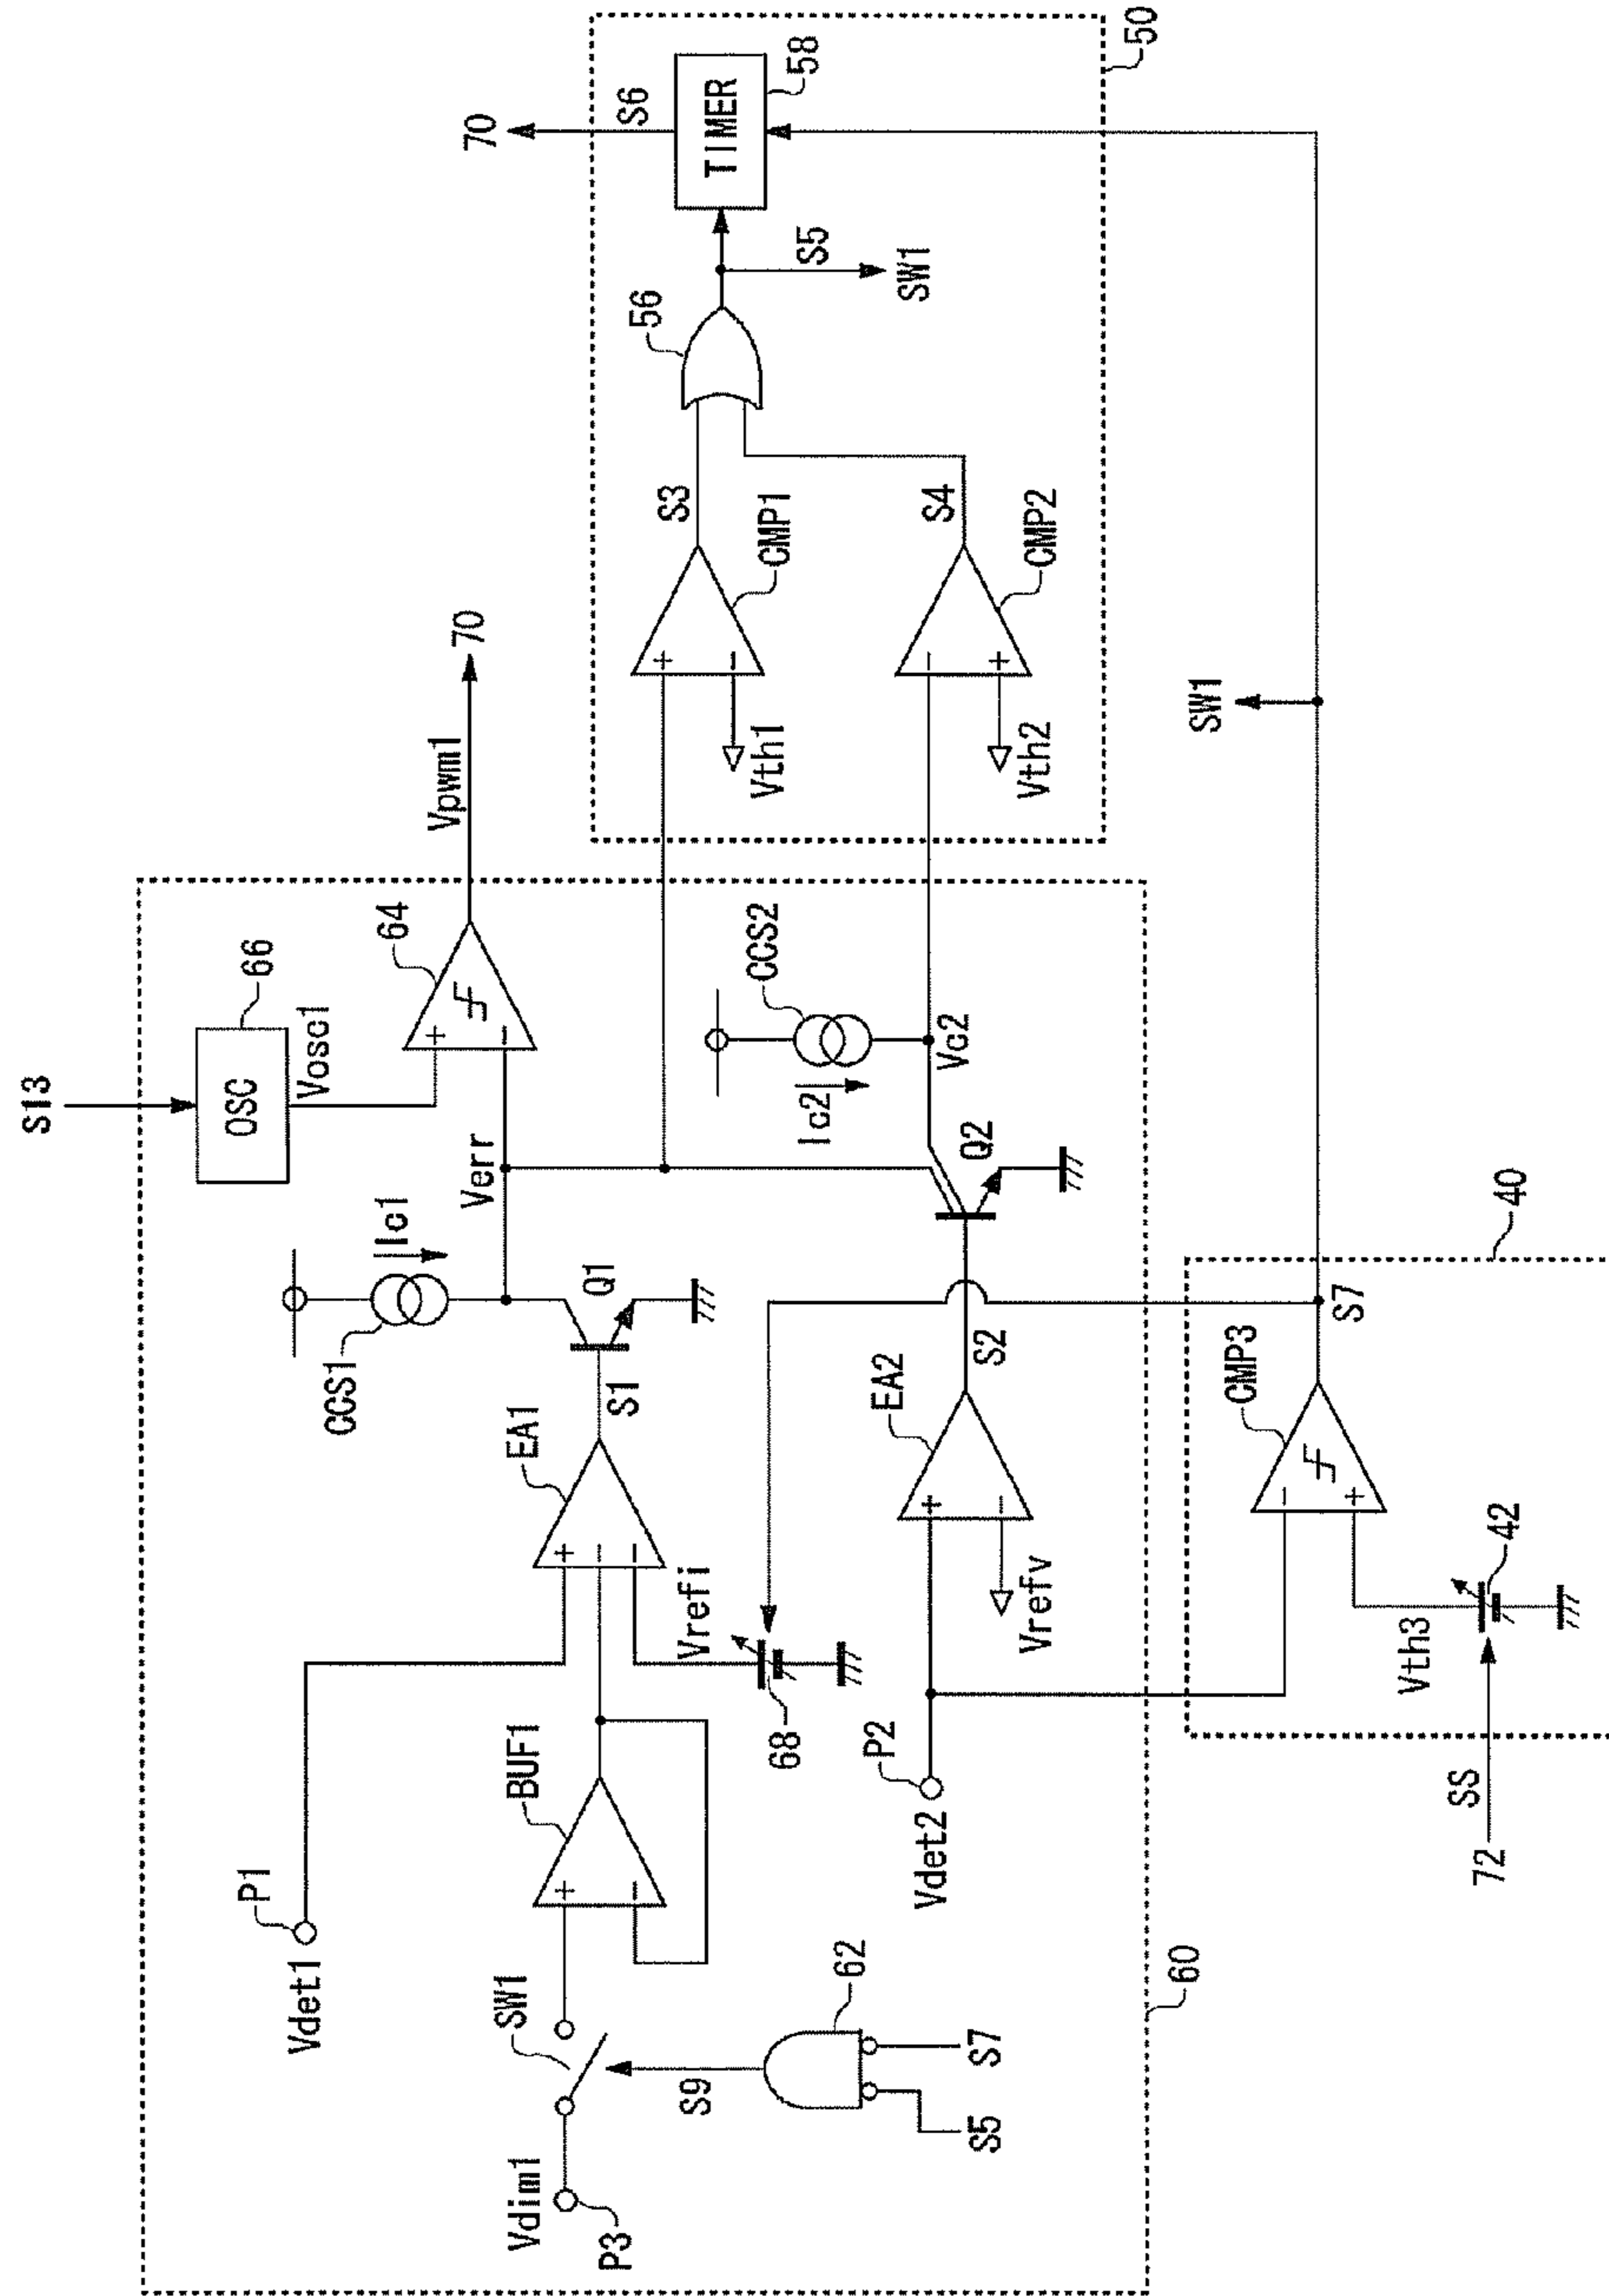 S13
66
OSC
Vosc1
64
Vpwm1
70
CCS1
Ic1
Verr
P1
Vdet1
EA1
S1
Q1
BUF1
SW1
Vdim1
P3
Vrefi
68
S9
62
S5
S7
CCS2
Ic2
Vc2
Q2
P2
Vdet2
EA2
S2
Vrefv
60
70
S6
TIMER
58
56
S5
SW1
S3
CMP1
Vth1
S4
CMP2
Vth2
50
SW1
S7
40
CMP3
Vth3
42
SS
72